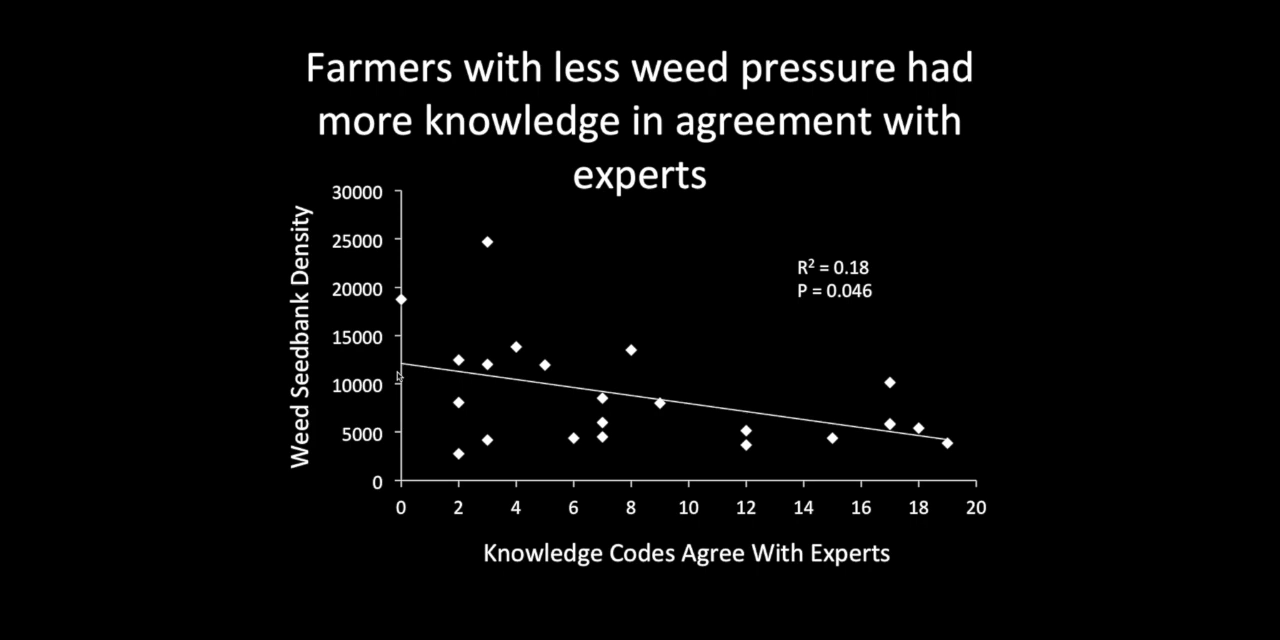 Farmers with less weed pressure had
more knowledge in agreement with
experts
Weed Seedbank Density
30000
25000
20000
15000
10000
5000
0
R² = 0.18
P = 0.046
0 2 4 6 8 10 12 14 16 18 20
Knowledge Codes Agree With Experts